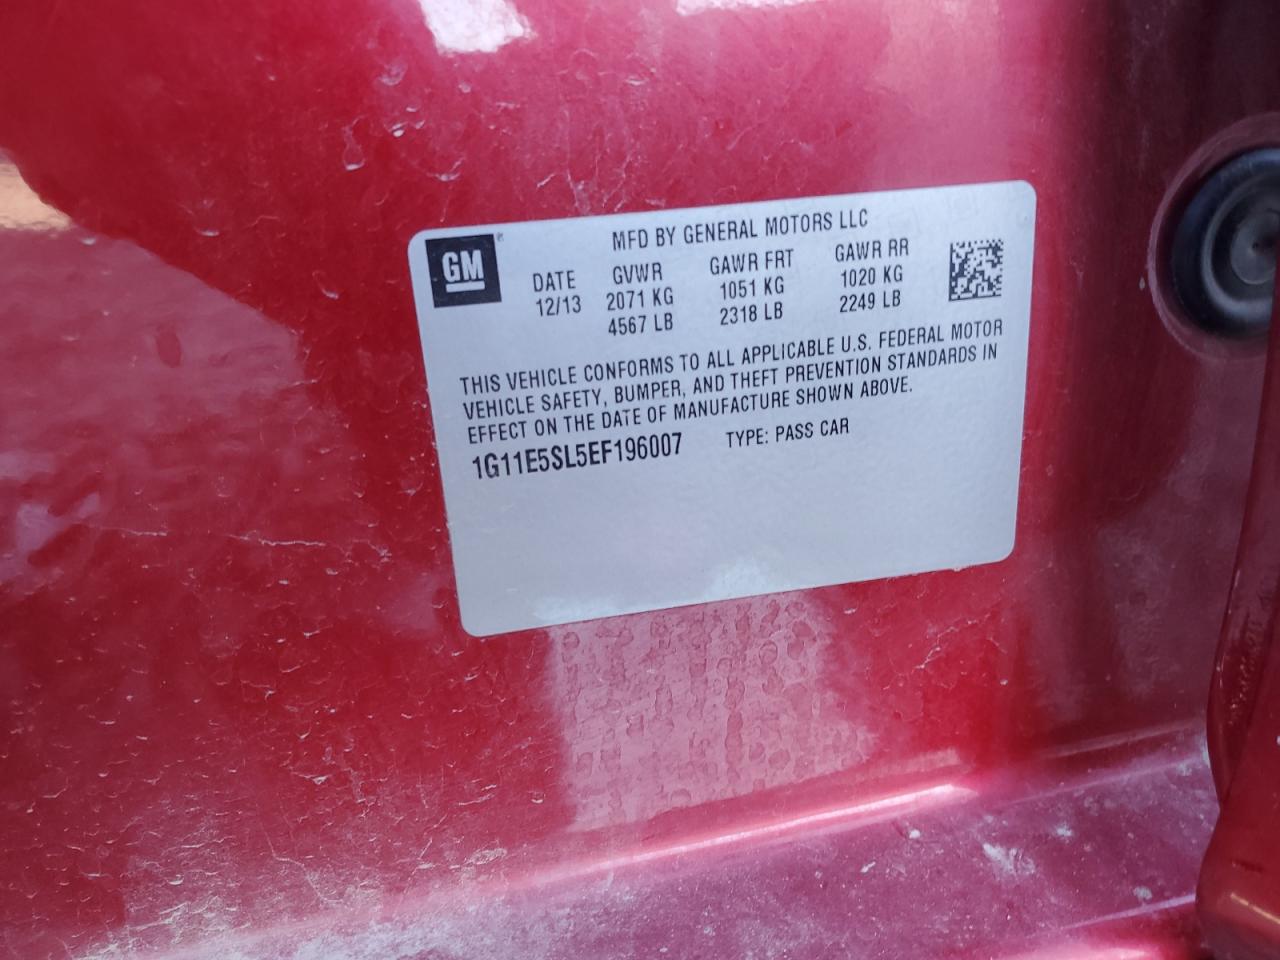 MFD BY GENERAL MOTORS LLC
GM
DATE GVWR GAWR FRT GAWR RR
12/13 2071 KG 1051 KG 1020 KG
4567 LB 2318 LB 2249 LB
THIS VEHICLE CONFORMS TO ALL APPLICABLE U.S. FEDERAL MOTOR
VEHICLE SAFETY, BUMPER, AND THEFT PREVENTION STANDARDS IN
EFFECT ON THE DATE OF MANUFACTURE SHOWN ABOVE.
1G11E5SL5EF196007 TYPE: PASS CAR